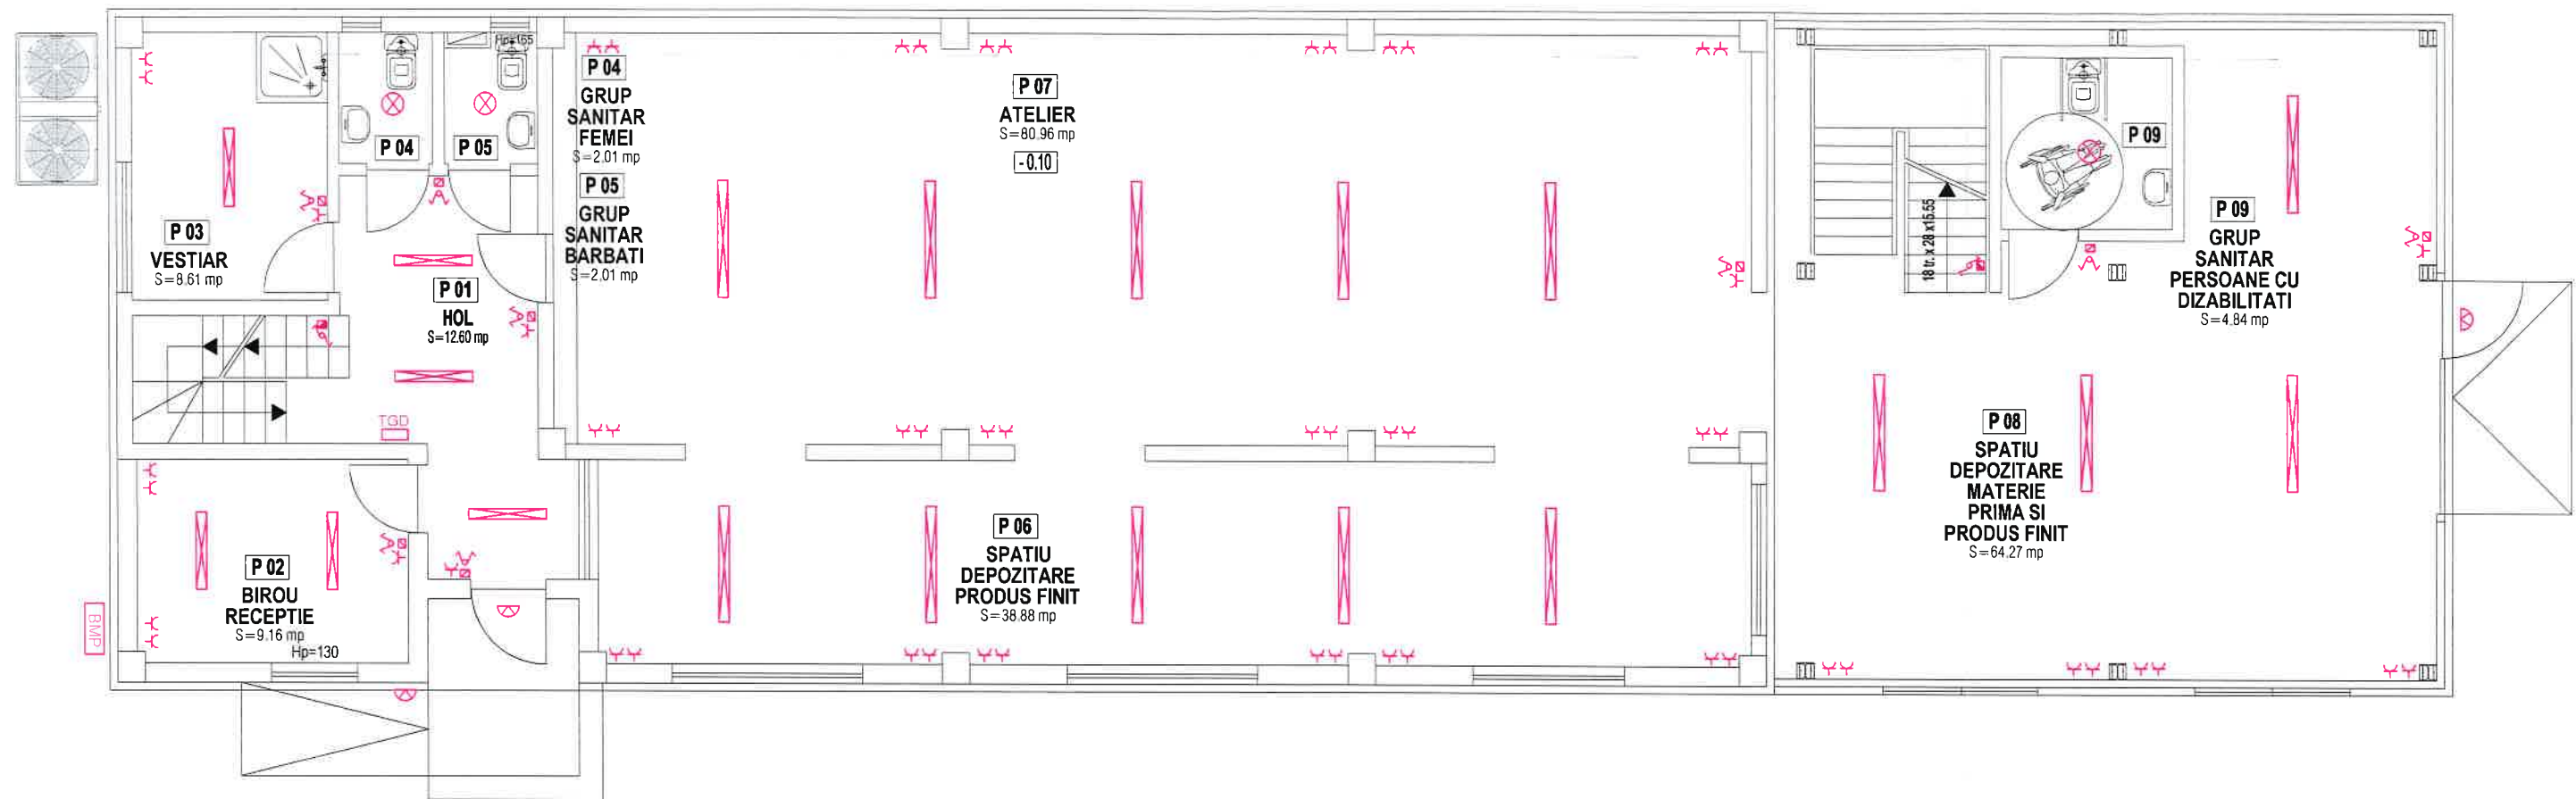 Hp=165
P 04
GRUP
SANITAR
FEMEI
S=2.01 mp
P 05
GRUP
SANITAR
BARBATI
S=2.01 mp
P 07
ATELIER
S=80.96 mp
-0.10
P 04
P 05
P 03
VESTIAR
S=8.61 mp
P 01
HOL
S=12.60 mp
TGD
P 02
BIROU
RECEPTIE
S=9.16 mp
Hp=130
BMP
P 06
SPATIU
DEPOZITARE
PRODUS FINIT
S=38.88 mp
18 tr. x 28 x15.55
P 09
P 09
GRUP
SANITAR
PERSOANE CU
DIZABILITATI
S=4.84 mp
P 08
SPATIU
DEPOZITARE
MATERIE
PRIMA SI
PRODUS FINIT
S=64.27 mp